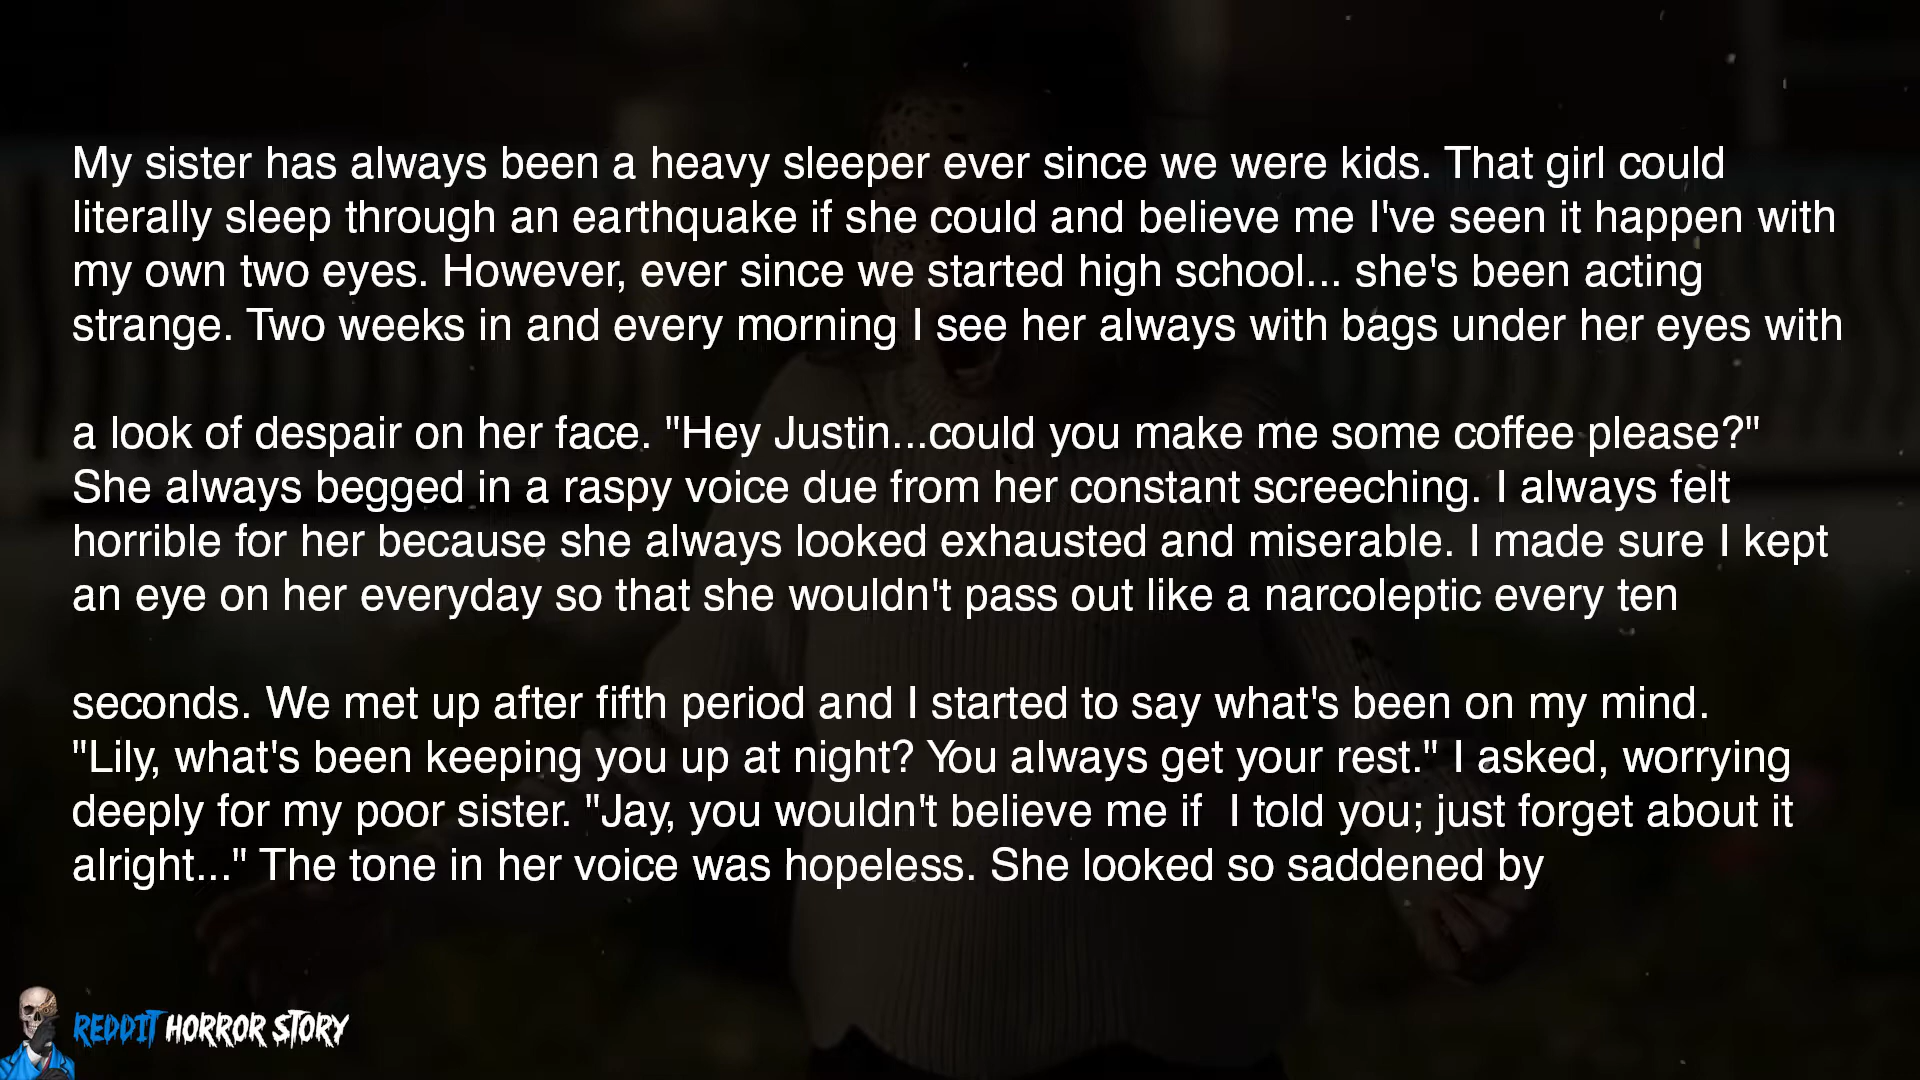 My sister has always been a heavy sleeper ever since we were kids. That girl could
literally sleep through an earthquake if she could and believe me I've seen it happen with
my own two eyes. However, ever since we started high school... she's been acting
strange. Two weeks in and every morning I see her always with bags under her eyes with
a look of despair on her face. "Hey Justin...could you make me some coffee please?"
She always begged in a raspy voice due from her constant screeching. I always felt
horrible for her because she always looked exhausted and miserable. I made sure I kept
an eye on her everyday so that she wouldn't pass out like a narcoleptic every ten
seconds. We met up after fifth period and I started to say what's been on my mind.
"Lily, what's been keeping you up at night? You always get your rest." I asked, worrying
deeply for my poor sister. "Jay, you wouldn't believe me if  I told you; just forget about it
alright..." The tone in her voice was hopeless. She looked so saddened by
REDDIT HORROR STORY